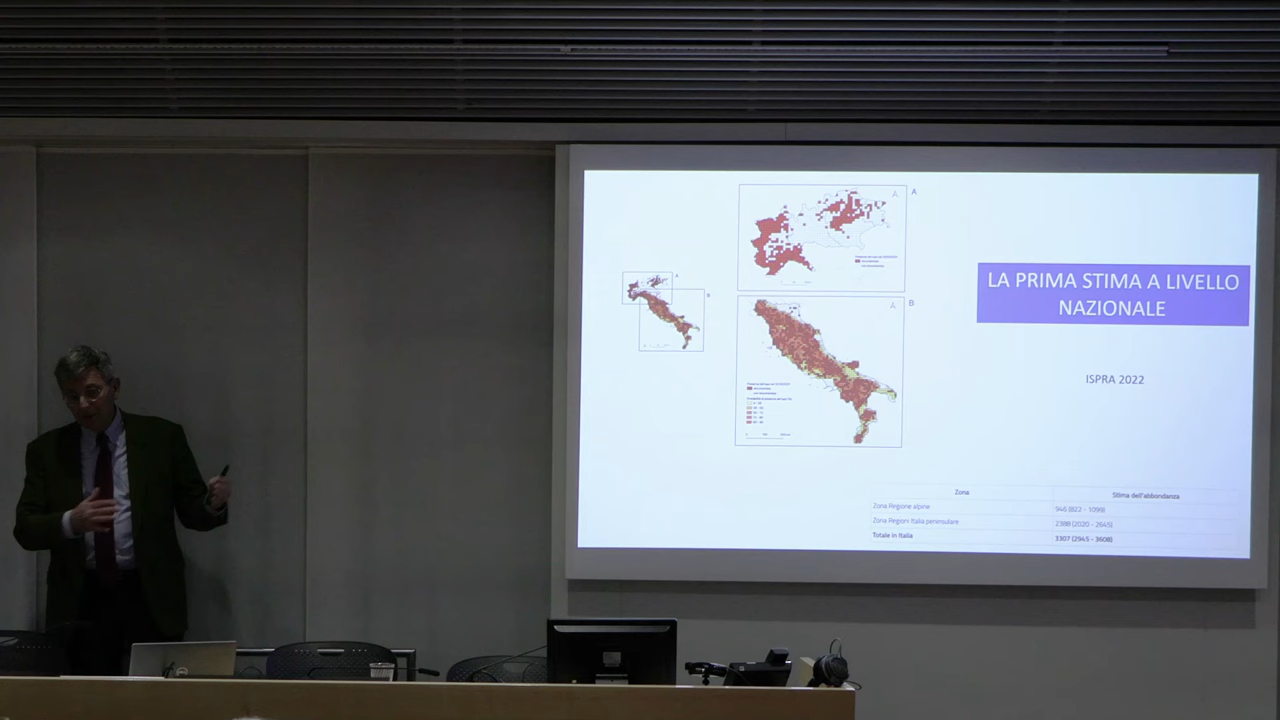 A
A
A
B
A
B
LA PRIMA STIMA A LIVELLO
NAZIONALE
ISPRA 2022
Zona Stima dell'abbondanza
Zona Regione alpine 946 (822 - 1099)
Zona Regioni Italia peninsulare 2388 (2020 - 2645)
Totale in Italia 3307 (2945 - 3608)